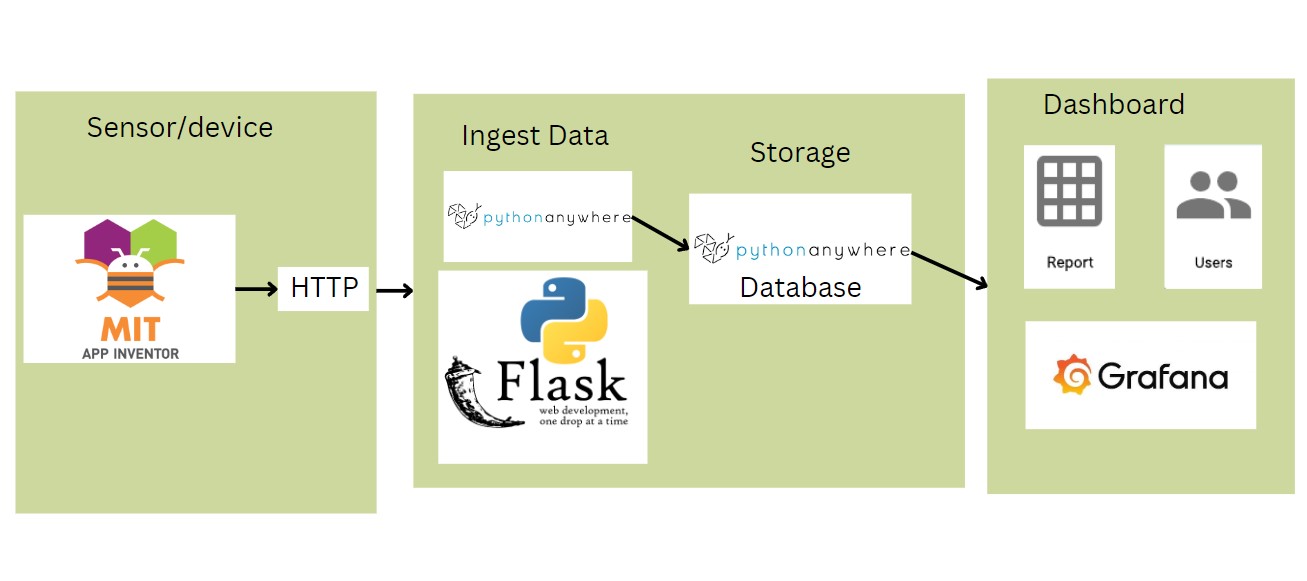 Sensor/device
MIT
APP INVENTOR
HTTP
Ingest Data
pythonanywhere
Flask
web development,
one drop at a time
Storage
pythonanywhere
Database
Dashboard
Report
Users
Grafana